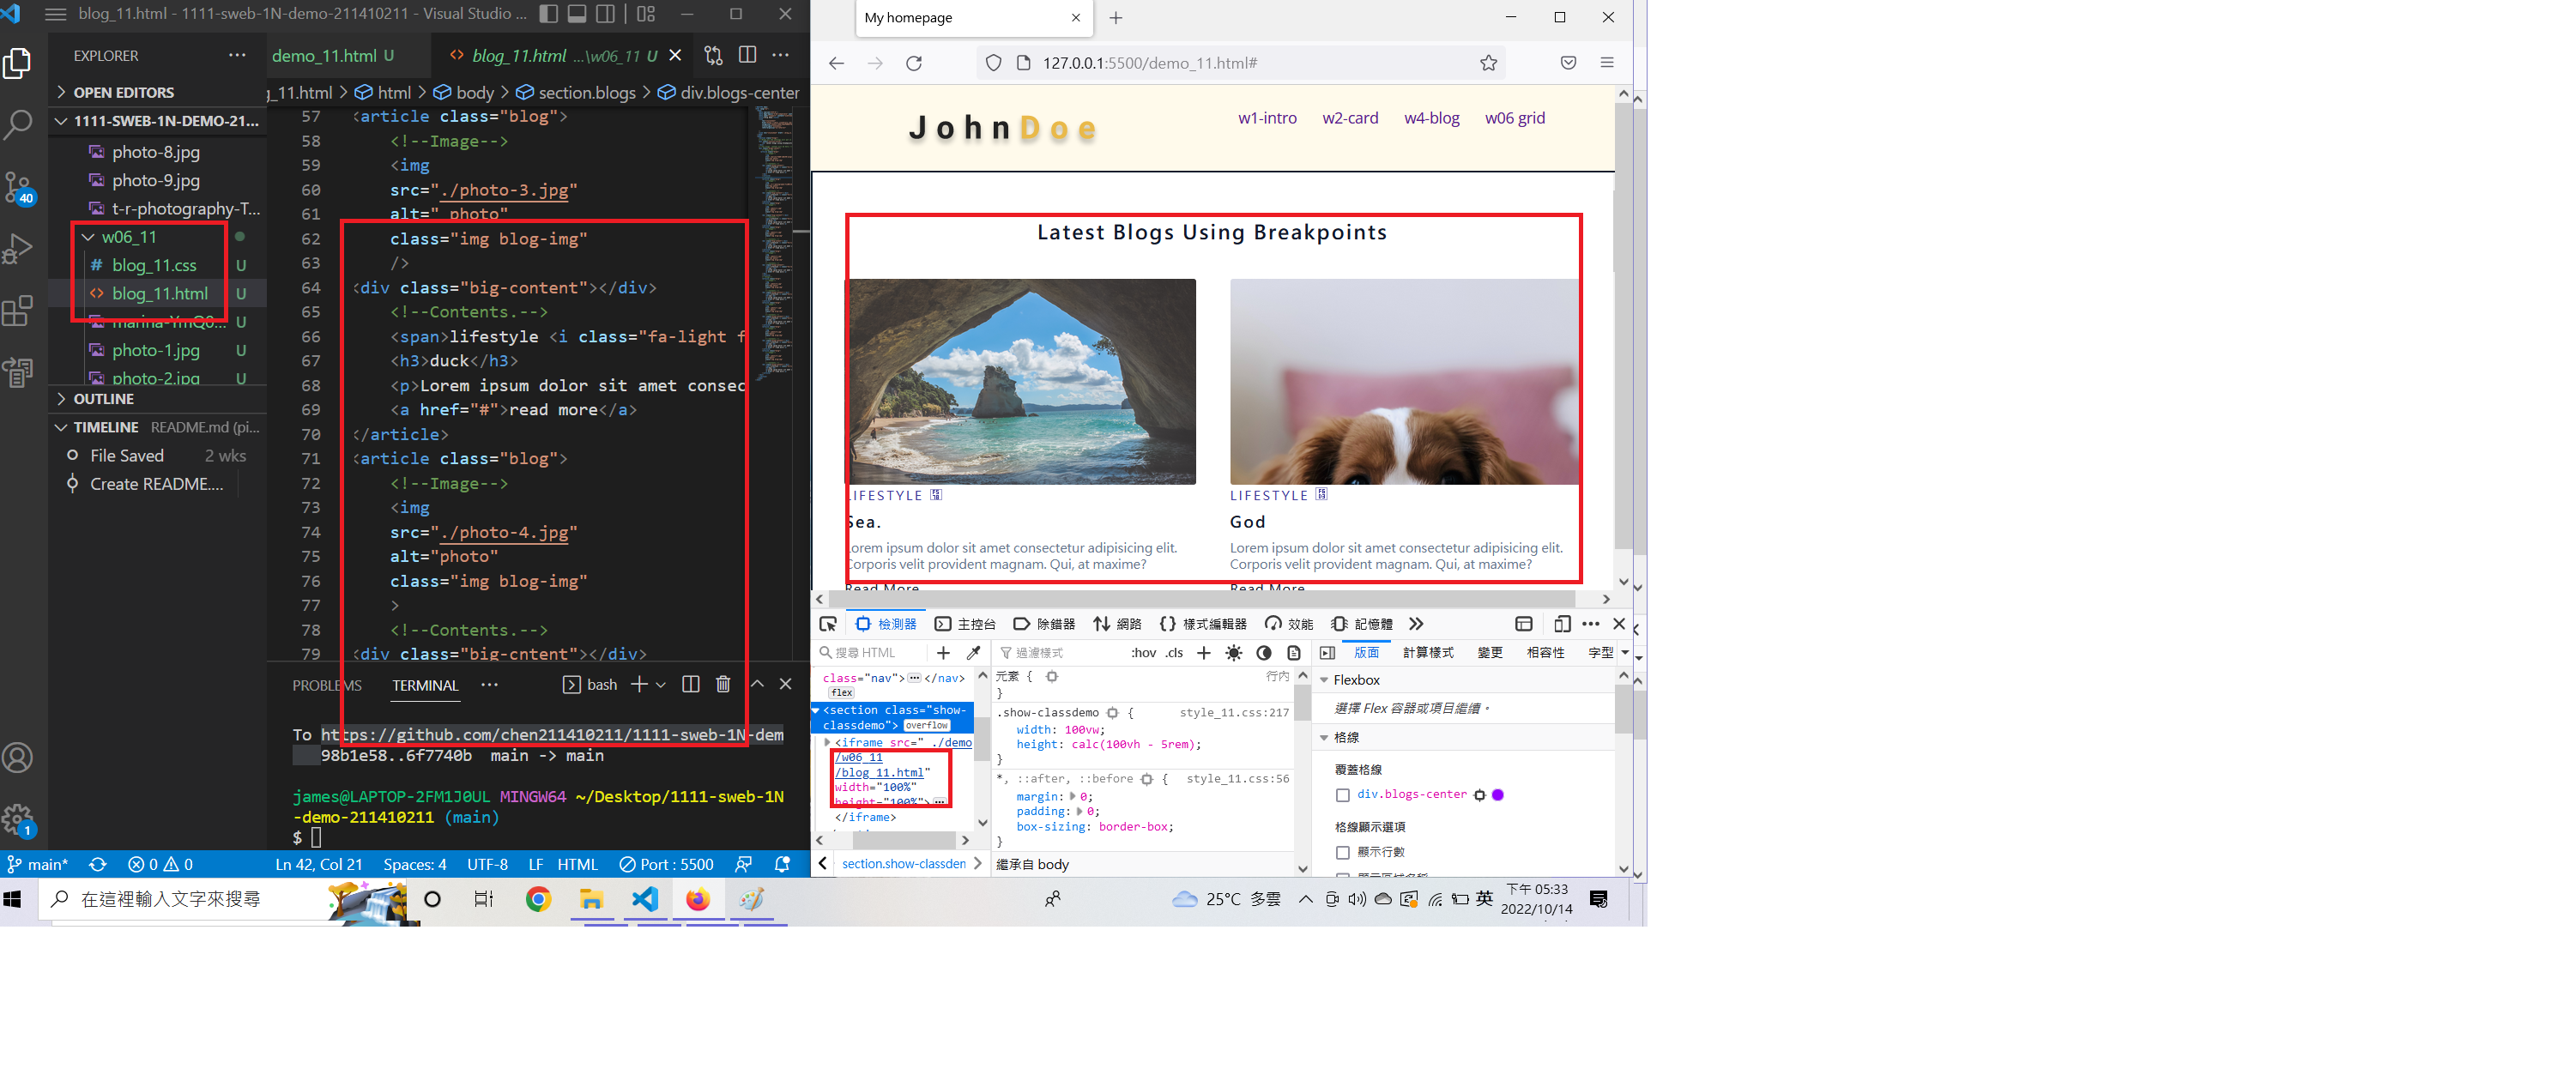 blog_11.html - 1111-sweb-1N-demo-211410211 - Visual Studio ...
EXPLORER
OPEN EDITORS
1111-SWEB-1N-DEMO-21...
photo-8.jpg
photo-9.jpg
t-r-photography-T...
w06_11
# blog_11.css U
<> blog_11.html U
marina-YmQ0... U
photo-1.jpg U
photo-2.jpg U
OUTLINE
TIMELINE README.md (pi...
File Saved 2 wks
Create README....
40
1
demo_11.html U
<> blog_11.html ...\w06_11 U
g_11.html > html > body > section.blogs > div.blogs-center
57 <article class="blog">
58 <!--Image-->
59 <img
60 src="./photo-3.jpg"
61 alt=" photo"
62 class="img blog-img"
63 />
64 <div class="big-content"></div>
65 <!--Contents.-->
66 <span>lifestyle <i class="fa-light f
67 <h3>duck</h3>
68 <p>Lorem ipsum dolor sit amet consec
69 <a href="#">read more</a>
70 </article>
71 <article class="blog">
72 <!--Image-->
73 <img
74 src="./photo-4.jpg"
75 alt="photo"
76 class="img blog-img"
77 >
78 <!--Contents.-->
79 <div class="big-cntent"></div>
PROBLEMS TERMINAL ... bash
To https://github.com/chen211410211/1111-sweb-1N-dem
98b1e58..6f7740b main -> main
james@LAPTOP-2FM1J0UL MINGW64 ~/Desktop/1111-sweb-1N
-demo-211410211 (main)
$
main* 0 0 Ln 42, Col 21 Spaces: 4 UTF-8 LF HTML Port : 5500
My homepage
127.0.0.1:5500/demo_11.html#
JohnDoe
w1-intro w2-card w4-blog w06 grid
Latest Blogs Using Breakpoints
LIFESTYLE
Sea.
Lorem ipsum dolor sit amet consectetur adipisicing elit.
Corporis velit provident magnam. Qui, at maxime?
Read More
LIFESTYLE
God
Lorem ipsum dolor sit amet consectetur adipisicing elit.
Corporis velit provident magnam. Qui, at maxime?
Read More
檢測器 主控台 除錯器 網路 樣式編輯器 效能 記憶體
搜尋 HTML
class="nav"> </nav>
flex
<section class="show-
classdemo"> overflow
<iframe src=" ./demo
/w06_11
/blog_11.html"
width="100%"
height="100%">
</iframe>
section.show-classden
過濾樣式 :hov .cls
元素 { 行內
}
.show-classdemo { style_11.css:217
width: 100vw;
height: calc(100vh - 5rem);
}
*, ::after, ::before { style_11.css:56
margin: 0;
padding: 0;
box-sizing: border-box;
}
繼承自 body
版面 計算樣式 變更 相容性 字型
Flexbox
選擇 Flex 容器或項目繼續。
格線
覆蓋格線
div.blogs-center
格線顯示選項
顯示行數
在這裡輸入文字來搜尋
25°C 多雲
英
下午 05:33
2022/10/14